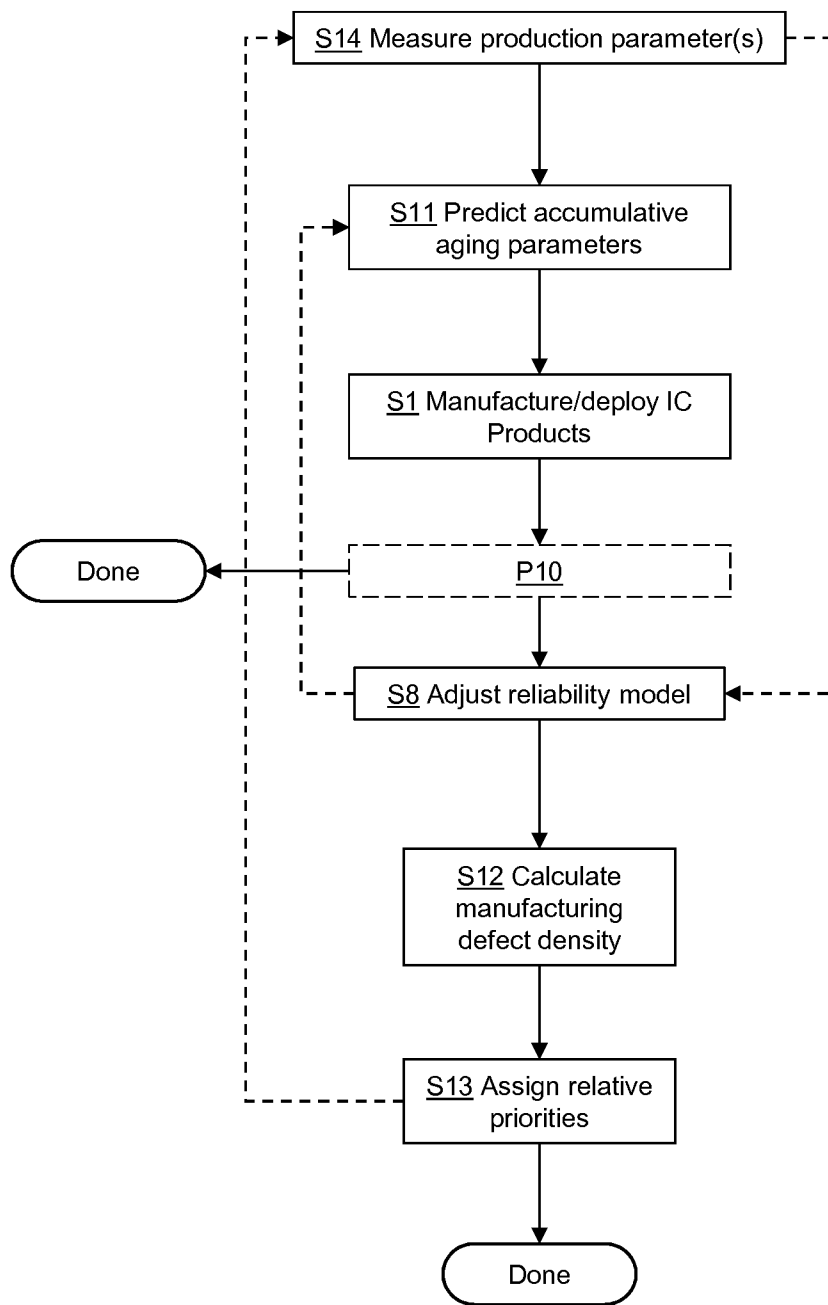 S14 Measure production parameter(s)
S11 Predict accumulative
aging parameters
S1 Manufacture/deploy IC
Products
Done
P10
S8 Adjust reliability model
S12 Calculate
manufacturing
defect density
S13 Assign relative
priorities
Done